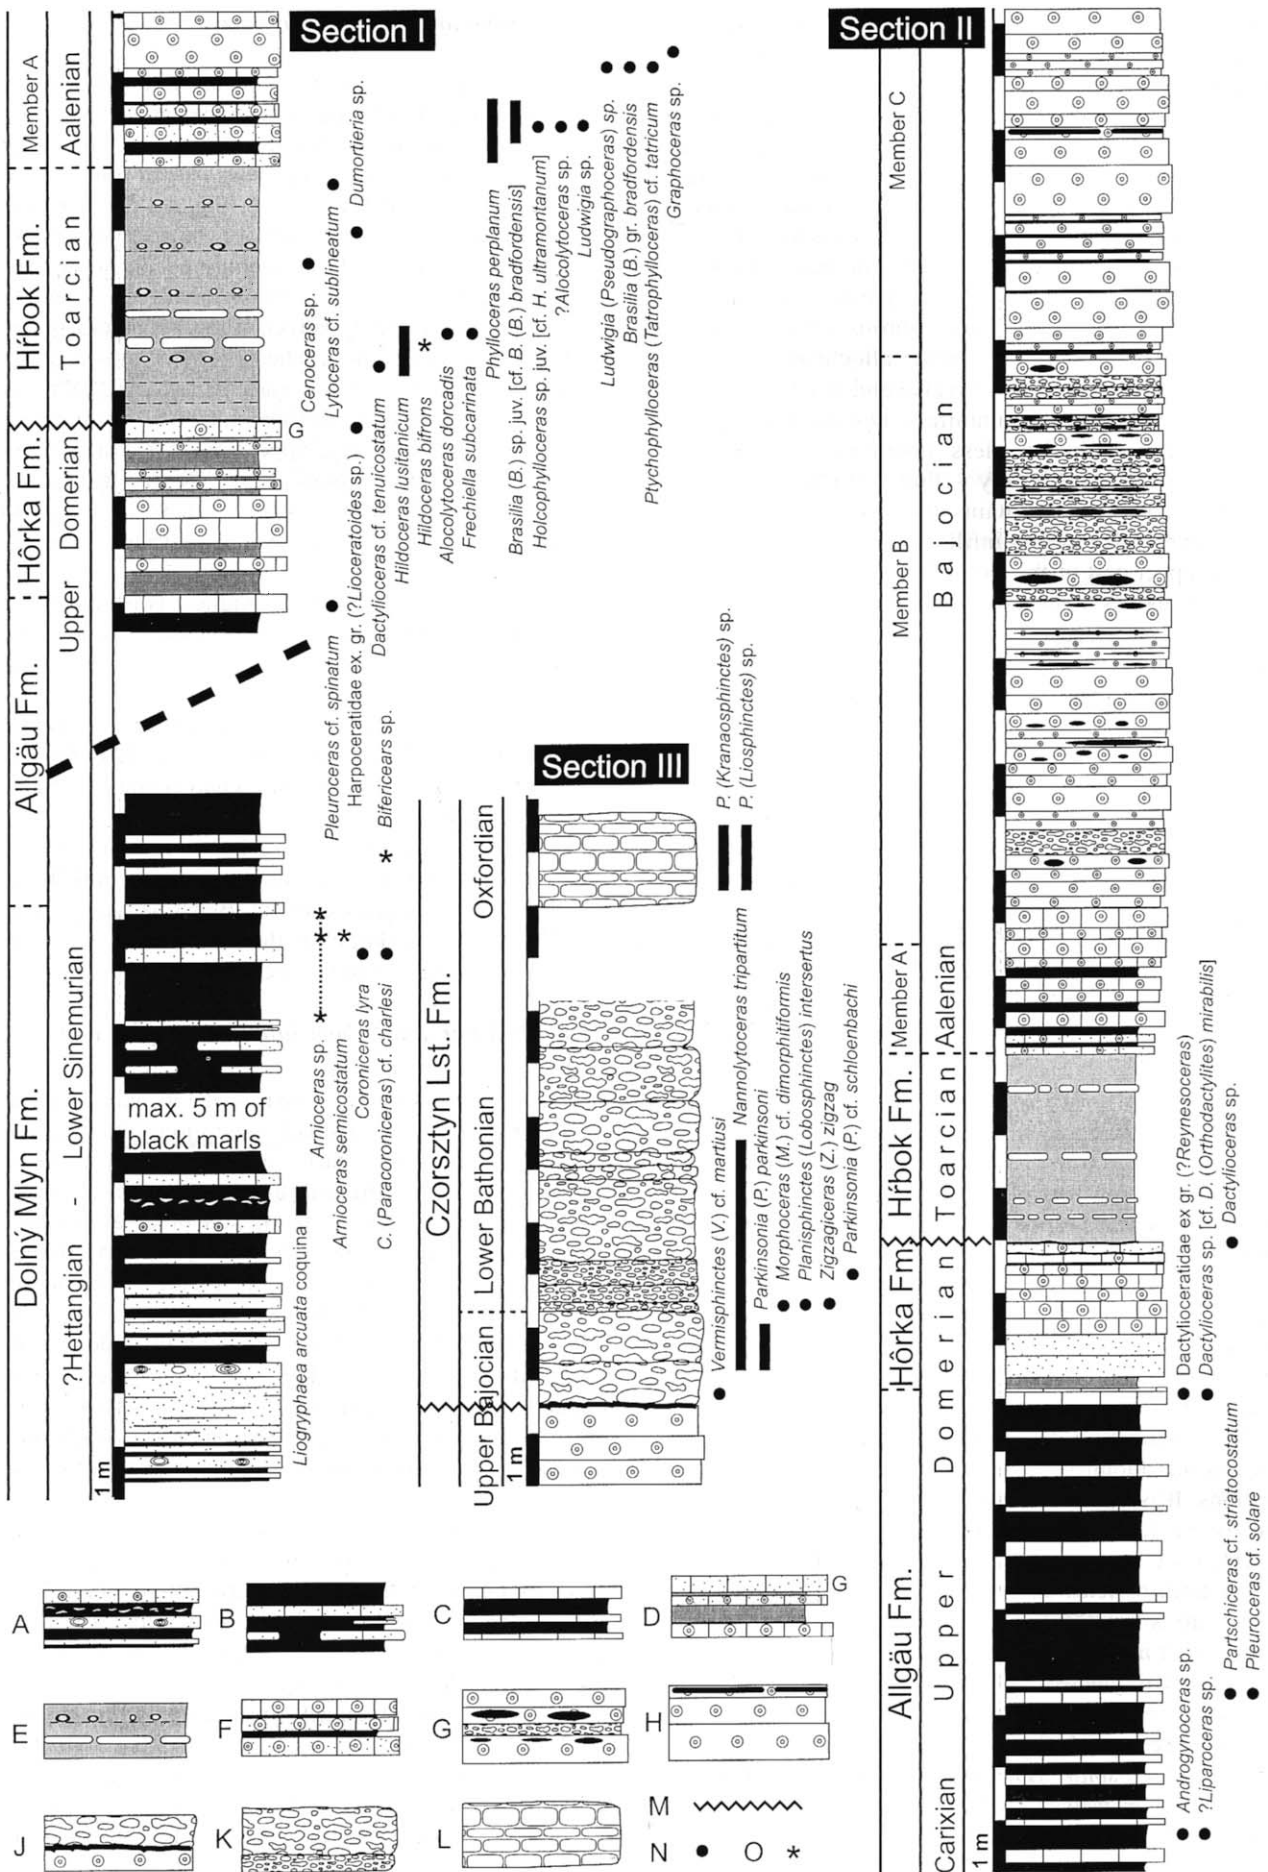 Section I
Member A
Aalenian
Hŕbok Fm.
Toarcian
Hôrka Fm.
Upper Domerian
Allgäu Fm.
Dolný Mlyn Fm.
?Hettangian - Lower Sinemurian
1 m
G
max. 5 m of
black marls
Cenoceras sp.
Lytoceras cf. sublineatum
Dumortieria sp.
Pleuroceras cf. spinatum
Harpoceratidae ex. gr. (?Lioceratoides sp.)
Dactylioceras cf. tenuicostatum
Hildoceras lusitanicum
Hildoceras bifrons
Alocolytoceras dorcadis
Frechiella subcarinata
Phylloceras perplanum
Brasilia (B.) sp. juv. [cf. B. (B.) bradfordensis]
Holcophylloceras sp. juv. [cf. H. ultramontanum]
?Alocolytoceras sp.
Ludwigia sp.
Ludwigia (Pseudographoceras) sp.
Brasilia (B.) gr. bradfordensis
Ptychophylloceras (Tatrophylloceras) cf. tatricum
Graphoceras sp.
Bifericears sp.
Arnioceras sp.
Arnioceras semicostatum
Coroniceras lyra
C. (Paracoroniceras) cf. charlesi
Liogryphaea arcuata coquina
Section III
Czorsztyn Lst. Fm.
Oxfordian
Lower Bathonian
Upper Bajocian
1 m
P. (Kranaosphinctes) sp.
P. (Liosphinctes) sp.
Vermisphinctes (V.) cf. martiusi
Nannolytoceras tripartitum
Parkinsonia (P.) parkinsoni
Morphoceras (M.) cf. dimorphitiformis
Planisphinctes (Lobosphinctes) intersertus
Zigzagiceras (Z.) zigzag
Parkinsonia (P.) cf. schloenbachi
Section II
Member C
Member B
Bajocian
Member A
Aalenian
Hŕbok Fm.
Toarcian
Hôrka Fm
Domerian
Allgäu Fm.
Upper
Carixian
1 m
Dactylioceratidae ex gr. (?Reynesoceras)
Dactylioceras sp. [cf. D. (Orthodactylites) mirabilis]
Dactylioceras sp.
Androgynoceras sp.
?Liparoceras sp.
Partschiceras cf. striatocostatum
Pleuroceras cf. solare
A
B
C
D
G
E
F
G
H
J
K
L
M
N
O
*